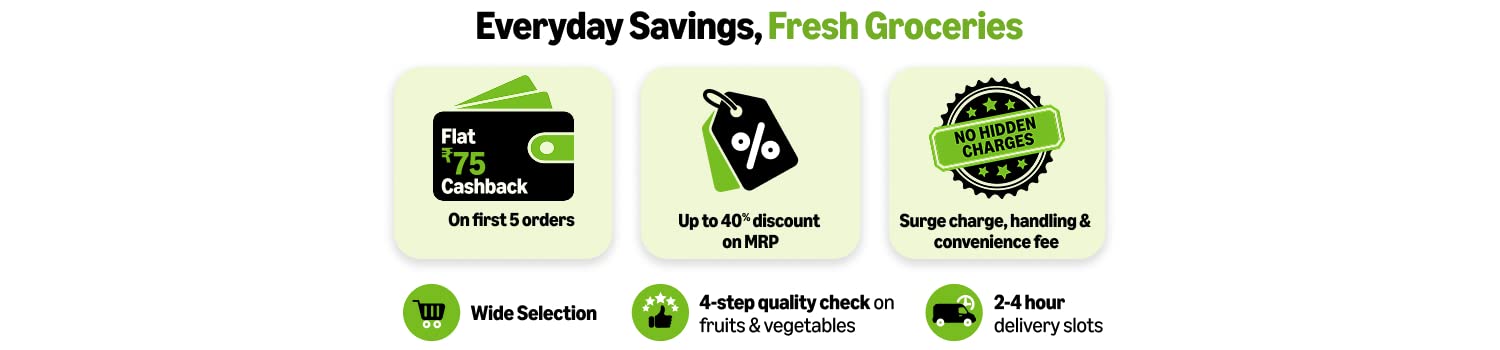 Everyday Savings, Fresh Groceries
Flat
₹75
Cashback
On first 5 orders
%
Up to 40% discount
on MRP
NO HIDDEN
CHARGES
Surge charge, handling &
convenience fee
Wide Selection
4-step quality check on
fruits & vegetables
2-4 hour
delivery slots